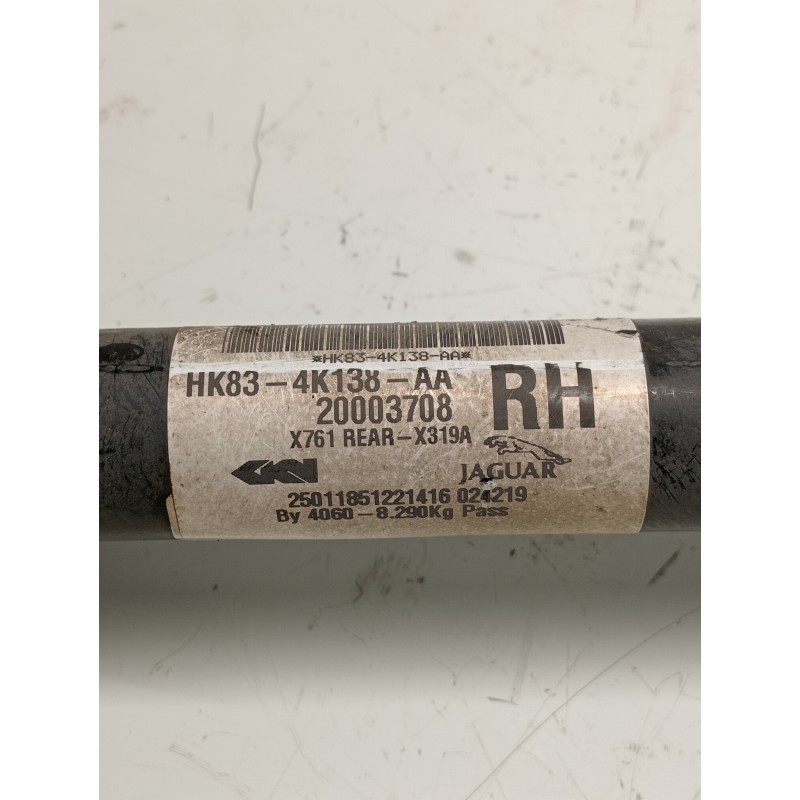 *HK83-4K138-AA*
HK83-4K138-AA
RH
20003708
X761 REAR-X319A
GKN
JAGUAR
25011851221416 024219
By 4060-8.290Kg Pass